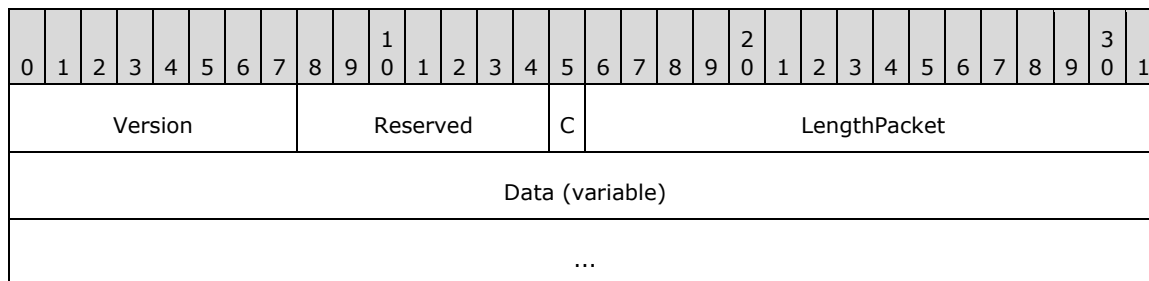 1 2 3
0 1 2 3 4 5 6 7 8 9 0 1 2 3 4 5 6 7 8 9 0 1 2 3 4 5 6 7 8 9 0 1
Version Reserved C LengthPacket
Data (variable)
...